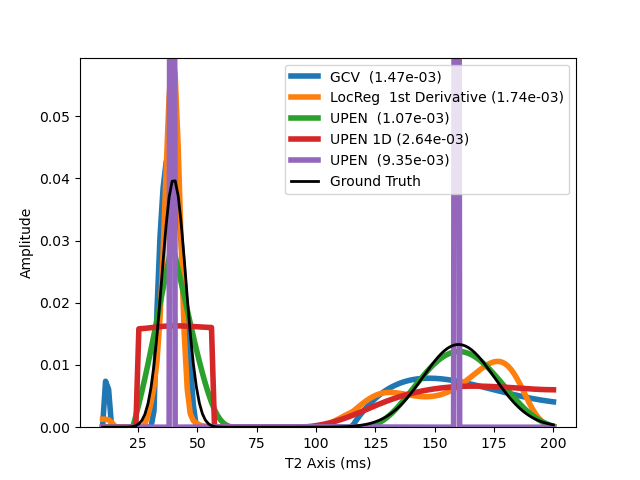 GCV  (1.47e-03)
LocReg  1st Derivative (1.74e-03)
UPEN  (1.07e-03)
UPEN 1D (2.64e-03)
UPEN  (9.35e-03)
Ground Truth
Amplitude
0.05
0.04
0.03
0.02
0.01
0.00
25 50 75 100 125 150 175 200
T2 Axis (ms)